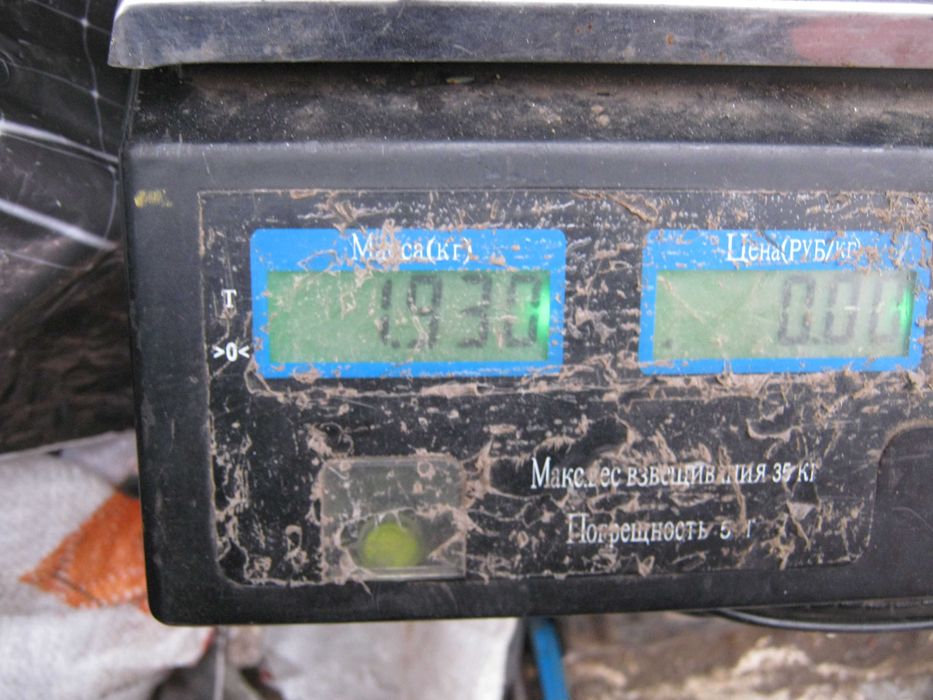 Масса(кг)
Цена(РУБ/кг)
1.930
0.00
T
>0<
Макс.вес взвешивания 35 кг
Погрешность 5 г